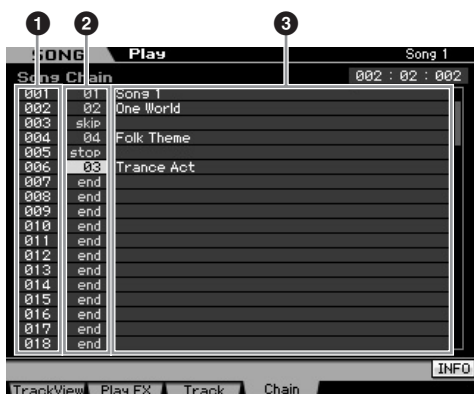 1 2 3
SONG Play Song 1
Song Chain 002 : 02 : 002
001 01 Song 1
002 02 One World
003 skip
004 04 Folk Theme
005 stop
006 03 Trance Act
007 end
008 end
009 end
010 end
011 end
012 end
013 end
014 end
015 end
016 end
017 end
018 end
INFO
TrackView Play FX Track Chain